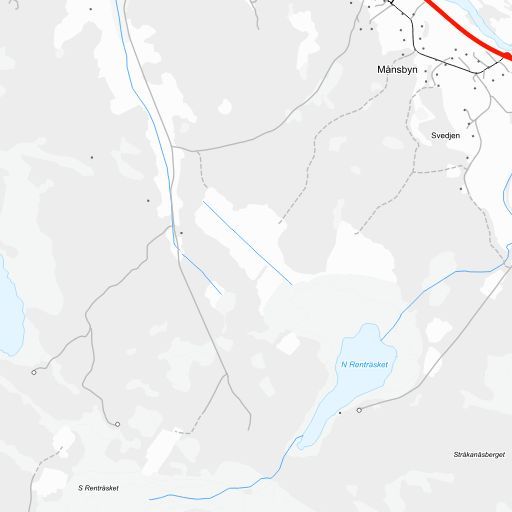 Månsbyn
Svedjen
N Renträsket
Stråkanäsberget
S Renträsket